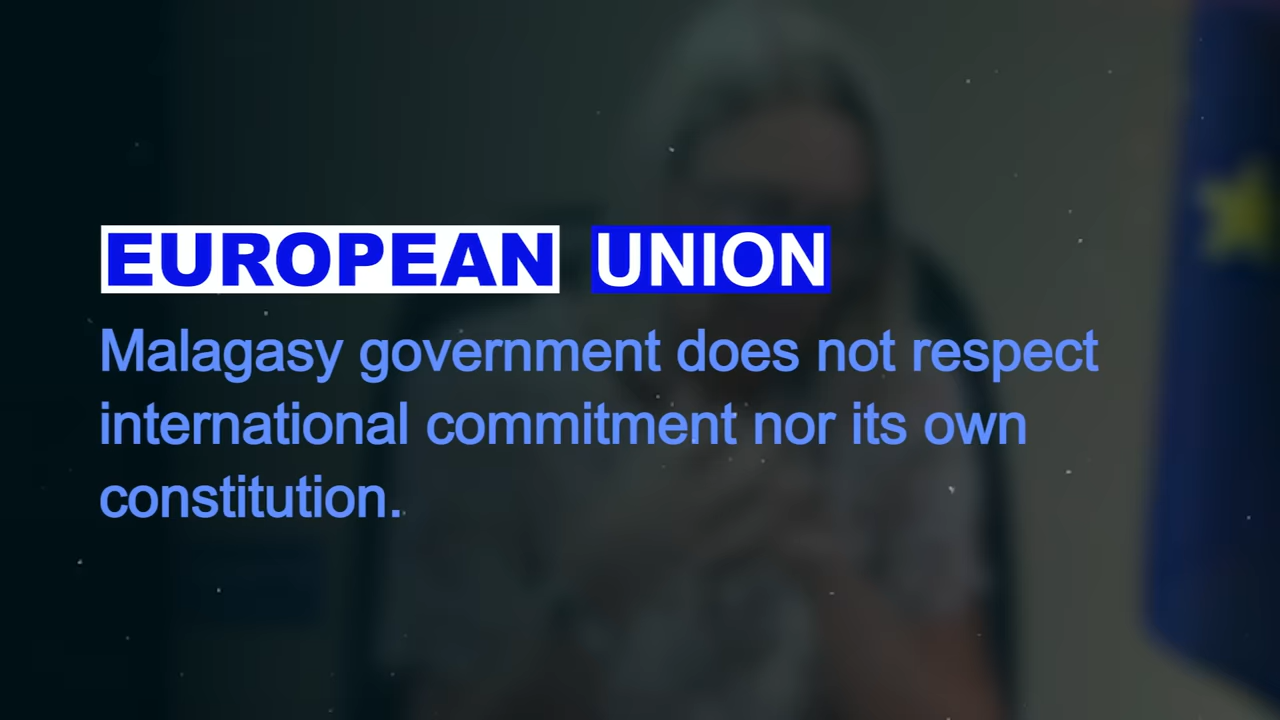 EUROPEAN UNION
Malagasy government does not respect
international commitment nor its own
constitution.